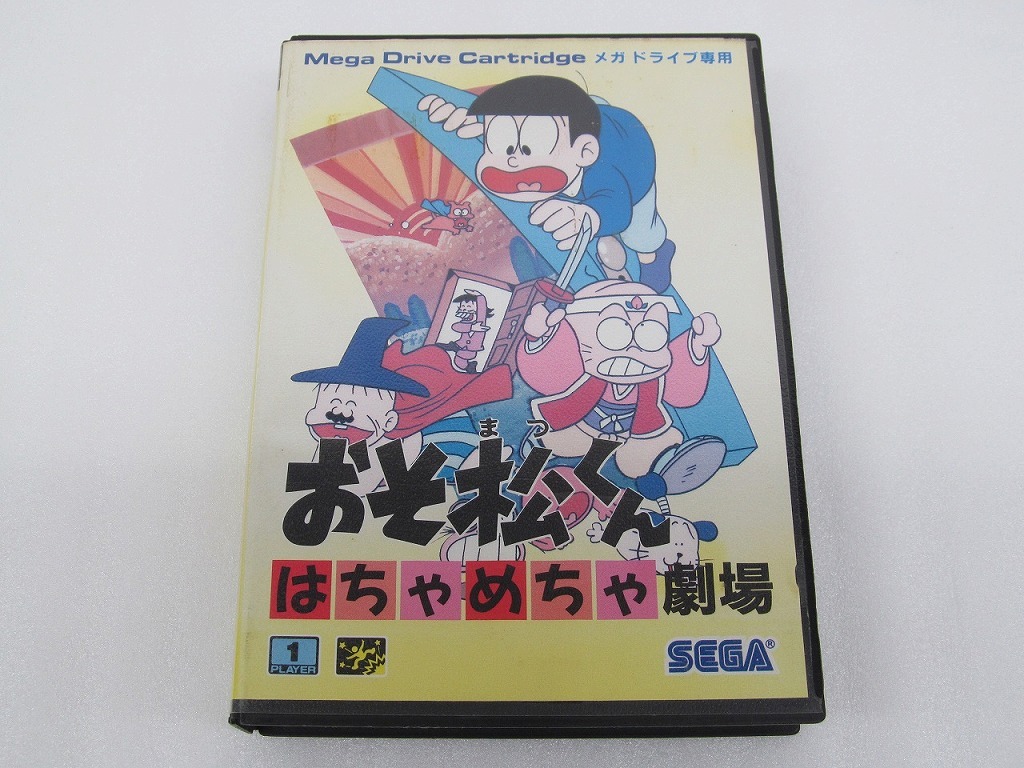 Mega Drive Cartridge メガドライブ専用
まつ
おそ松くん
はちゃめちゃ劇場
1
PLAYER
SEGA®